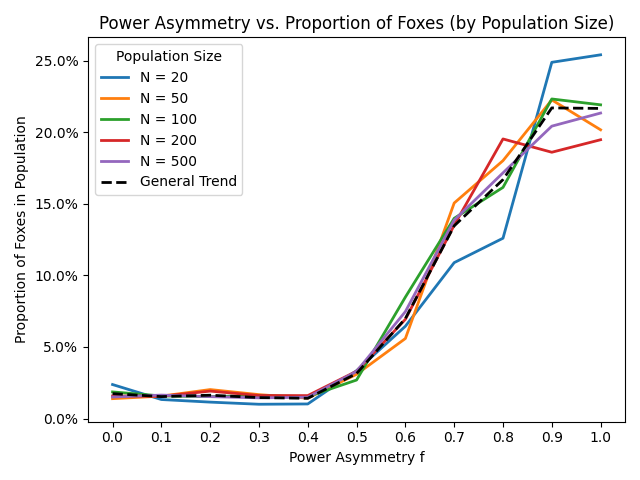 Power Asymmetry vs. Proportion of Foxes (by Population Size)
Proportion of Foxes in Population
25.0%
20.0%
15.0%
10.0%
5.0%
0.0%
Population Size
N = 20
N = 50
N = 100
N = 200
N = 500
General Trend
0.0 0.1 0.2 0.3 0.4 0.5 0.6 0.7 0.8 0.9 1.0
Power Asymmetry f